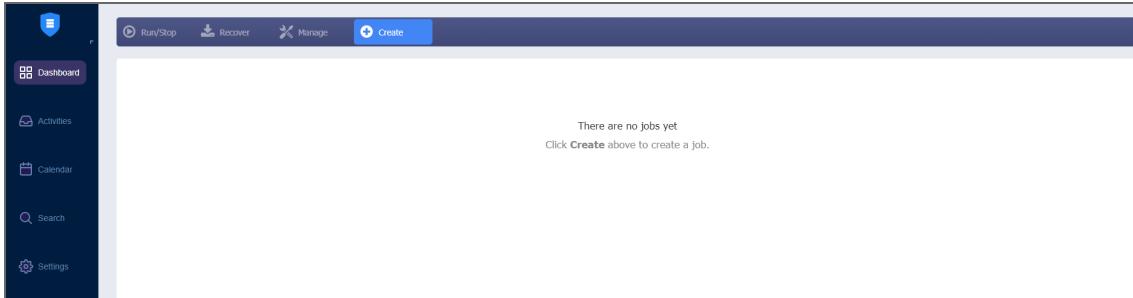 Run/Stop Recover Manage Create
Dashboard
Activities
Calendar
Search
Settings
There are no jobs yet
Click Create above to create a job.